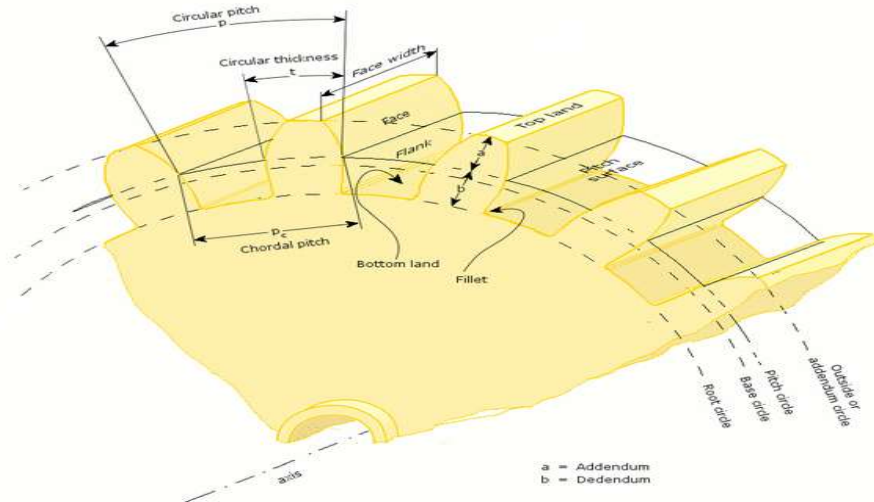 Circular pitch
p
Circular thickness
t
Face width
Face
Flank
Top land
a
b
Pitch
surface
Pc
Chordal pitch
Bottom land
Fillet
Root circle
Base circle
Pitch circle
Outside or
addendum circle
axis
a = Addendum
b = Dedendum